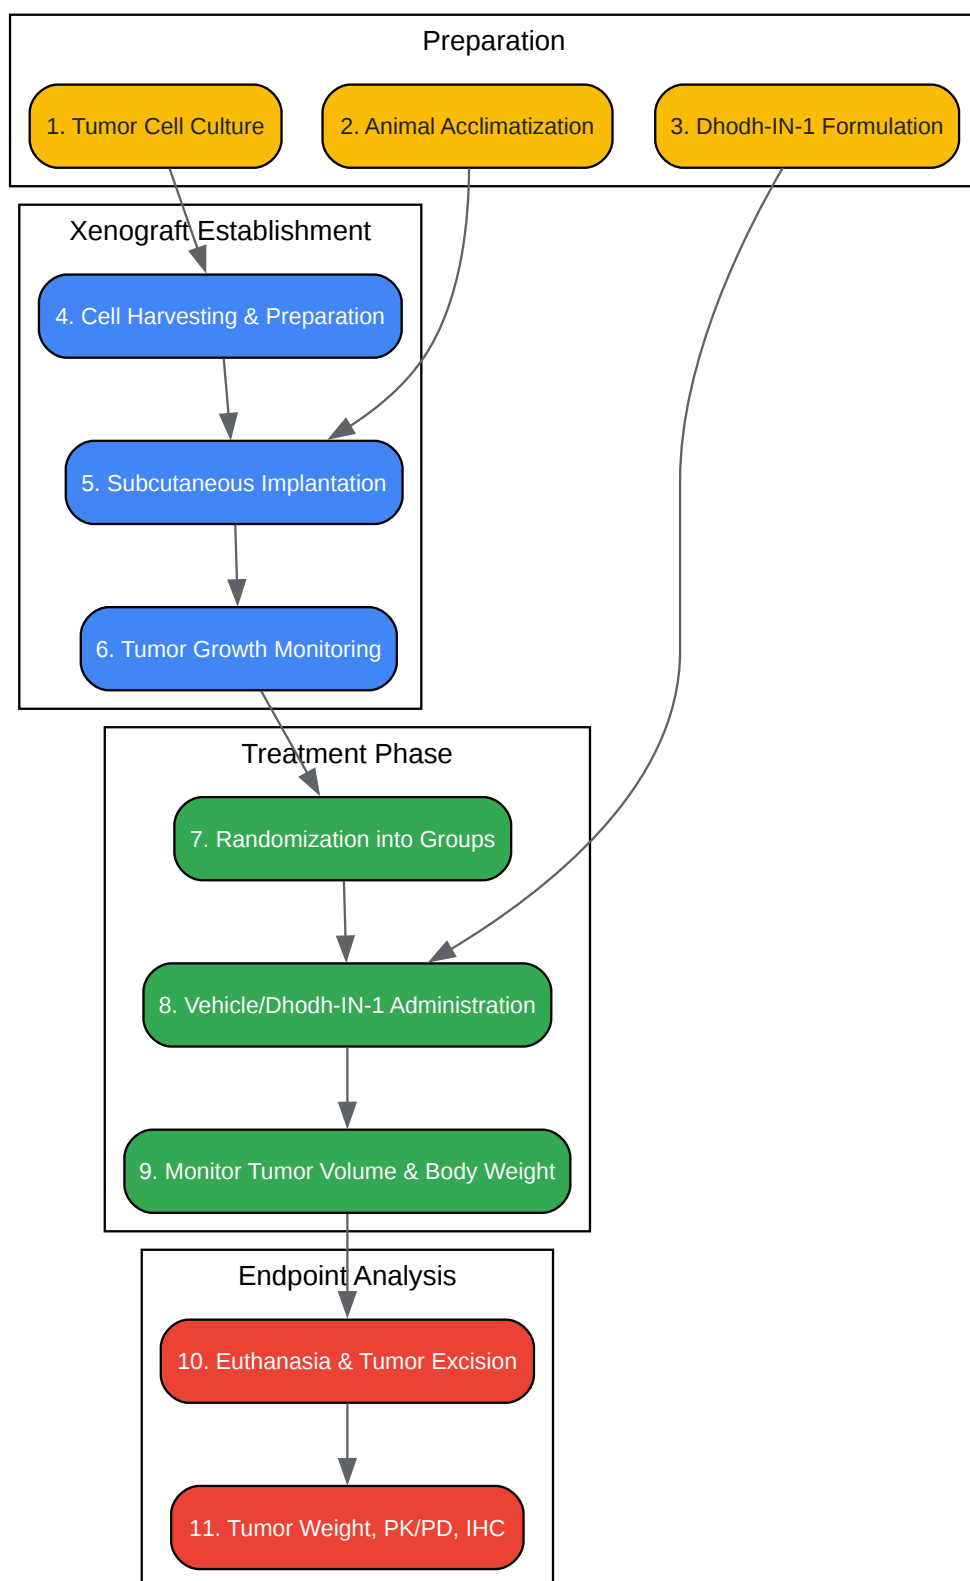 Preparation
1. Tumor Cell Culture
2. Animal Acclimatization
3. Dhodh-IN-1 Formulation
Xenograft Establishment
4. Cell Harvesting & Preparation
5. Subcutaneous Implantation
6. Tumor Growth Monitoring
Treatment Phase
7. Randomization into Groups
8. Vehicle/Dhodh-IN-1 Administration
9. Monitor Tumor Volume & Body Weight
Endpoint Analysis
10. Euthanasia & Tumor Excision
11. Tumor Weight, PK/PD, IHC